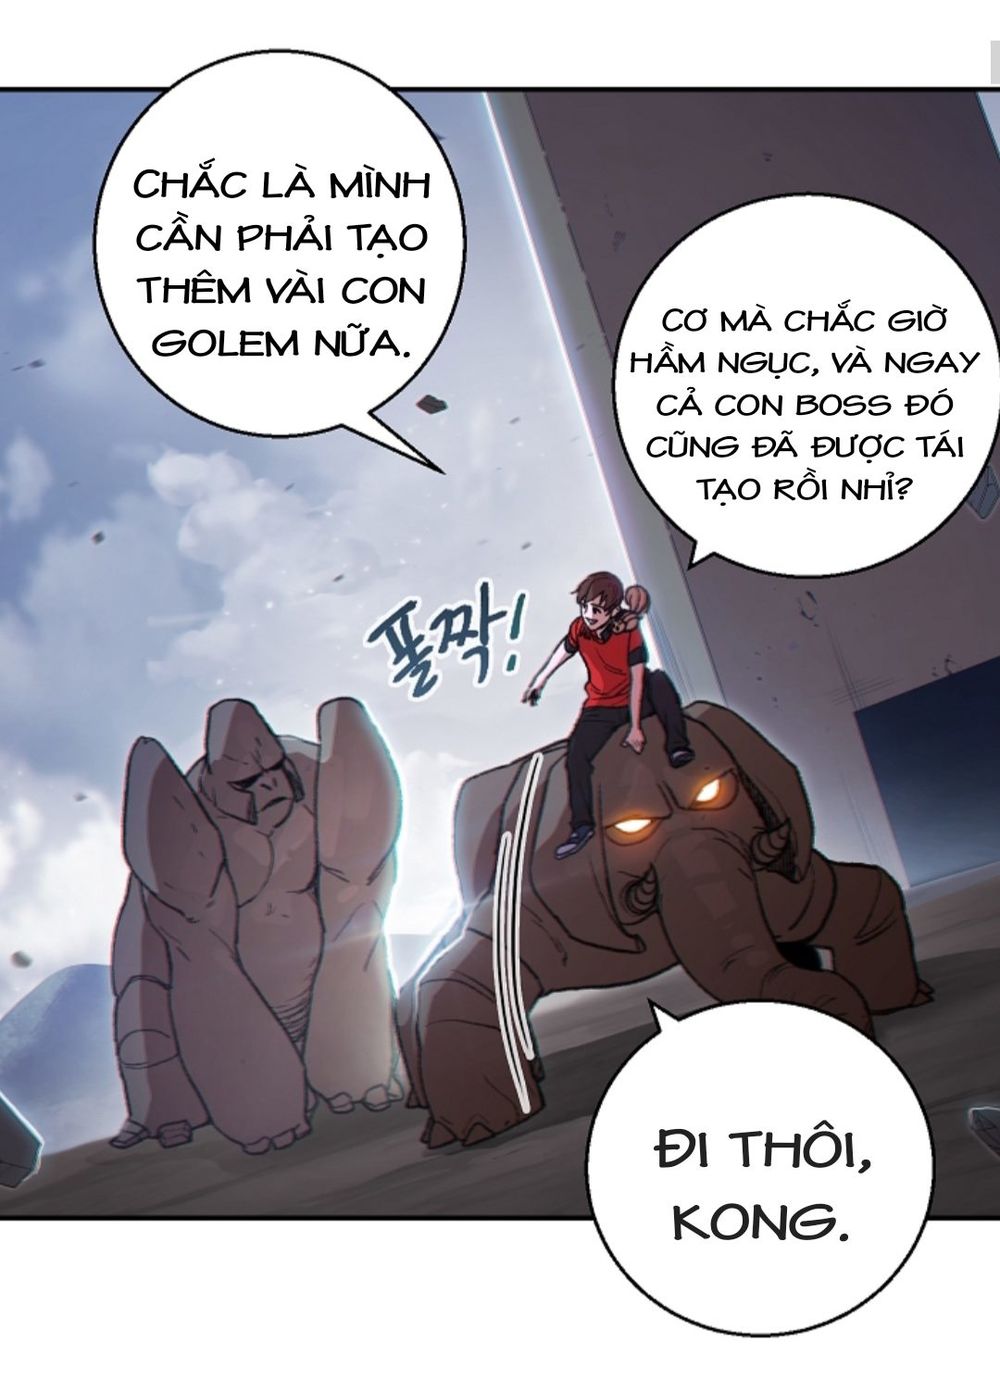 CHẮC LÀ MÌNH
CẦN PHẢI TẠO
THÊM VÀI CON
GOLEM NỮA.
CƠ MÀ CHẮC GIỜ
HẦM NGỤC, VÀ NGAY
CẢ CON BOSS ĐÓ
CŨNG ĐÃ ĐƯỢC TÁI
TẠO RỒI NHỈ?
폴짝!
ĐI THÔI,
KONG.